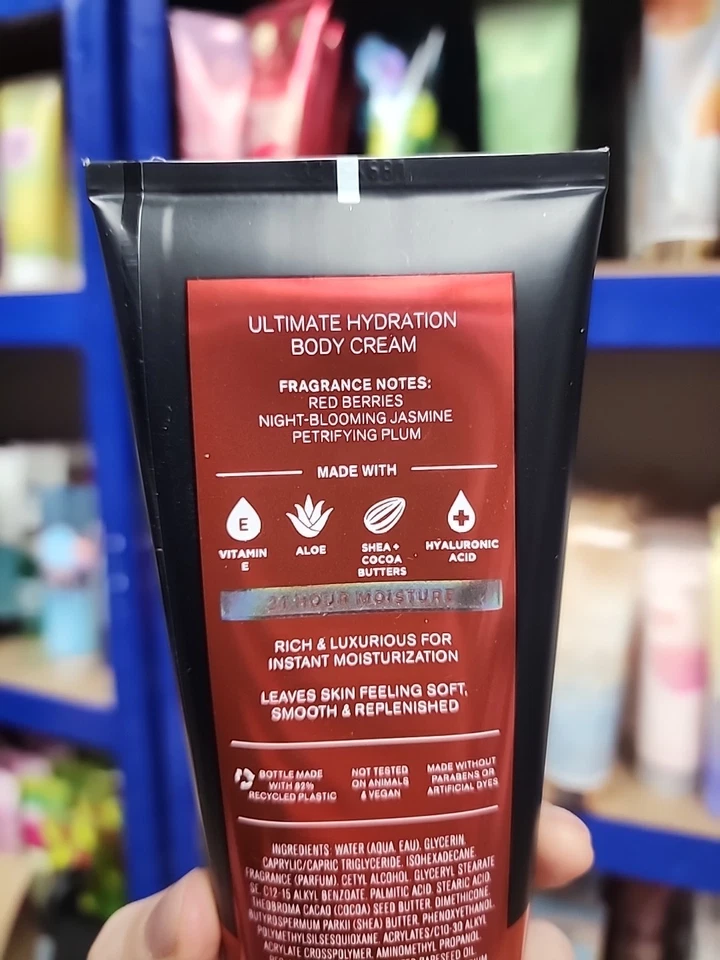 ULTIMATE HYDRATION
BODY CREAM
FRAGRANCE NOTES:
RED BERRIES
NIGHT-BLOOMING JASMINE
PETRIFYING PLUM
MADE WITH
E
VITAMIN
E
ALOE
SHEA +
COCOA
BUTTERS
HYALURONIC
ACID
24 HOUR MOISTURE
RICH & LUXURIOUS FOR
INSTANT MOISTURIZATION
LEAVES SKIN FEELING SOFT,
SMOOTH & REPLENISHED
BOTTLE MADE
WITH 82%
RECYCLED PLASTIC
NOT TESTED
ON ANIMALS
& VEGAN
MADE WITHOUT
PARABENS OR
ARTIFICIAL DYES
INGREDIENTS: WATER (AQUA, EAU), GLYCERIN,
CAPRYLIC/CAPRIC TRIGLYCERIDE, ISOHEXADECANE,
FRAGRANCE (PARFUM), CETYL ALCOHOL, GLYCERYL STEARATE
SE, C12-15 ALKYL BENZOATE, PALMITIC ACID, STEARIC ACID,
THEOBROMA CACAO (COCOA) SEED BUTTER, DIMETHICONE,
BUTYROSPERMUM PARKII (SHEA) BUTTER, PHENOXYETHANOL,
POLYMETHYLSILSESQUIOXANE, ACRYLATES/C10-30 ALKYL
ACRYLATE CROSSPOLYMER, AMINOMETHYL PROPANOL,